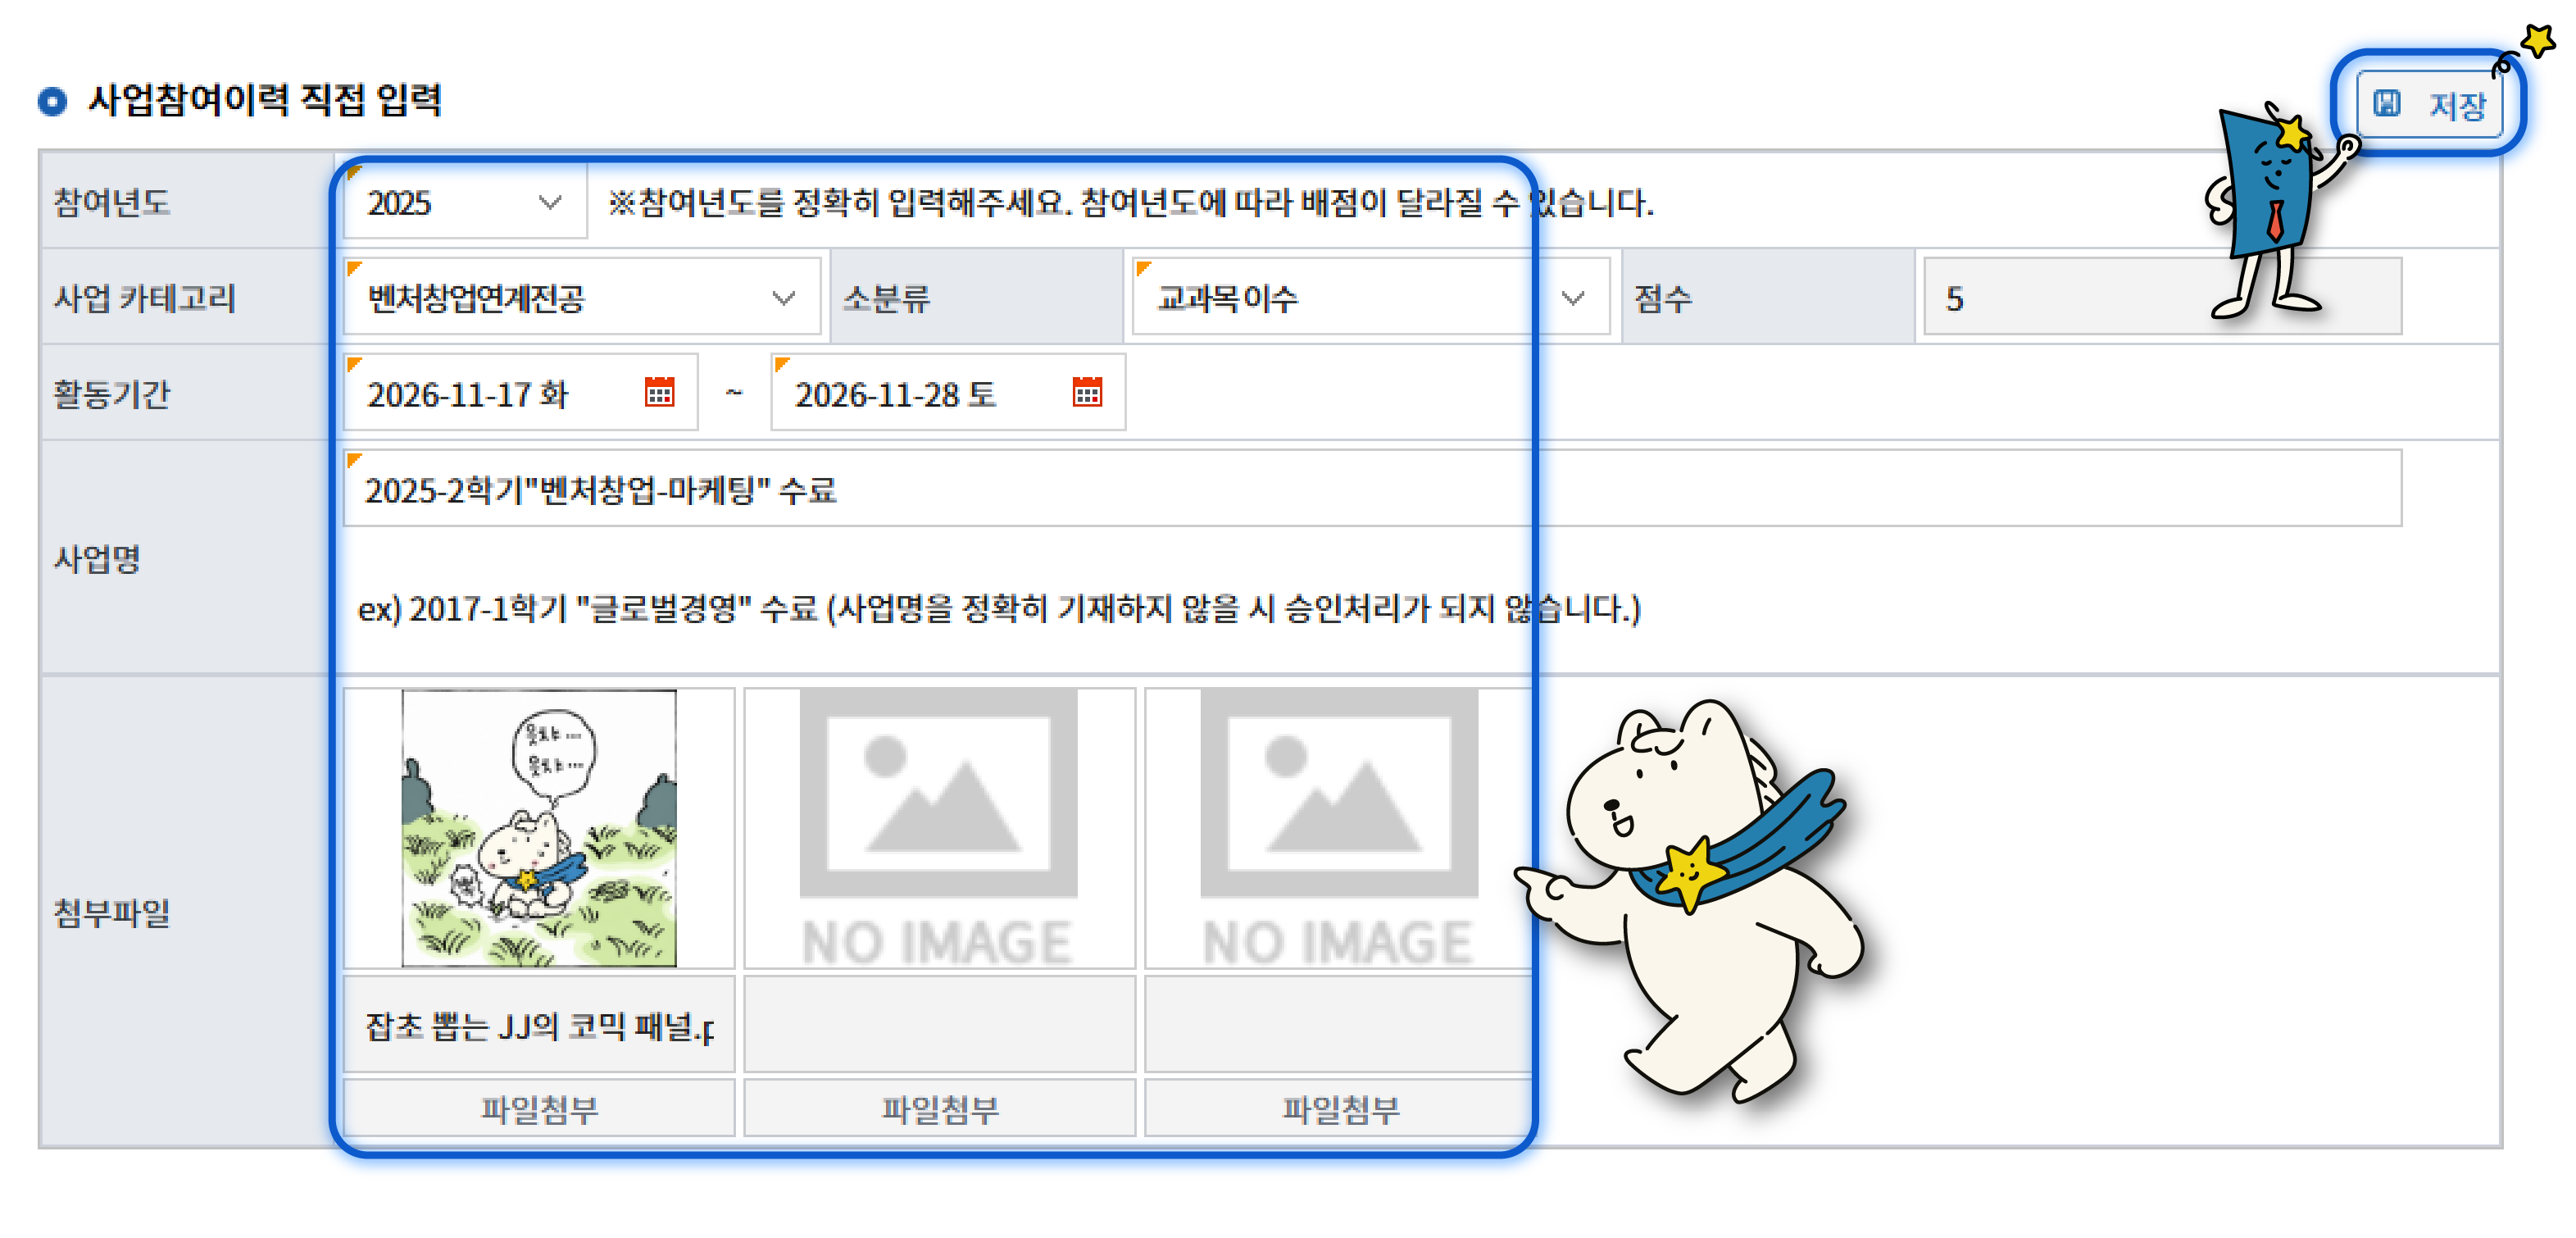 사업참여이력 직접 입력
저장
참여년도 2025 ※참여년도를 정확히 입력해주세요. 참여년도에 따라 배점이 달라질 수 있습니다.
사업 카테고리 벤처창업연계전공 소분류 교과목 이수 점수 5
활동기간 2026-11-17 화 ~ 2026-11-28 토
2025-2학기"벤처창업-마케팅" 수료
사업명
ex) 2017-1학기 "글로벌경영" 수료 (사업명을 정확히 기재하지 않을 시 승인처리가 되지 않습니다.)
첨부파일
NO IMAGE NO IMAGE
잡초 뽑는 JJ의 코믹 패널.p
파일첨부 파일첨부 파일첨부